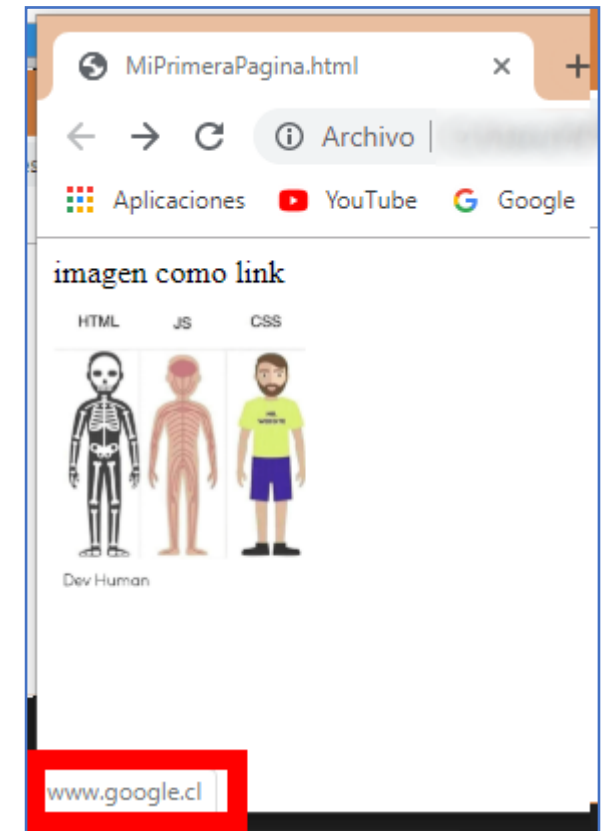 MiPrimeraPagina.html
Archivo
Aplicaciones YouTube Google
imagen como link
HTML JS CSS
Dev Human
www.google.cl